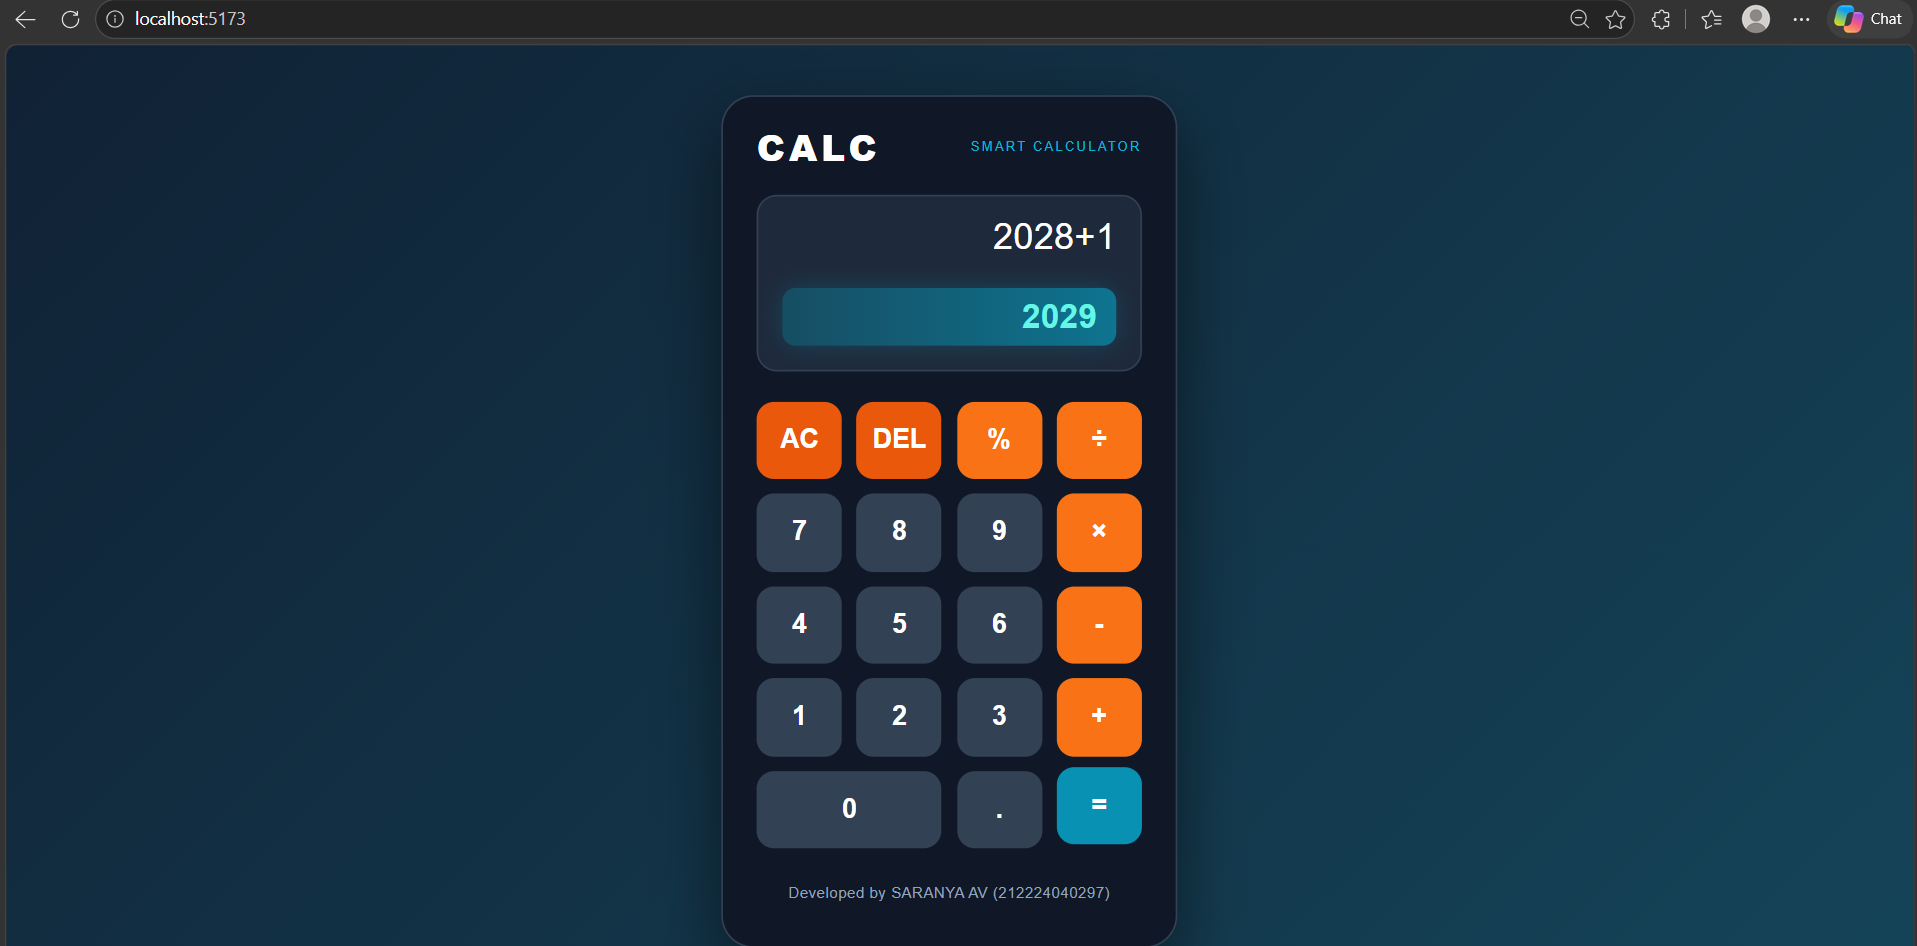 localhost:5173
Chat
CALC
SMART CALCULATOR
2028+1
2029
AC DEL % ÷
7 8 9 ×
4 5 6 -
1 2 3 +
0 . =
Developed by SARANYA AV (212224040297)